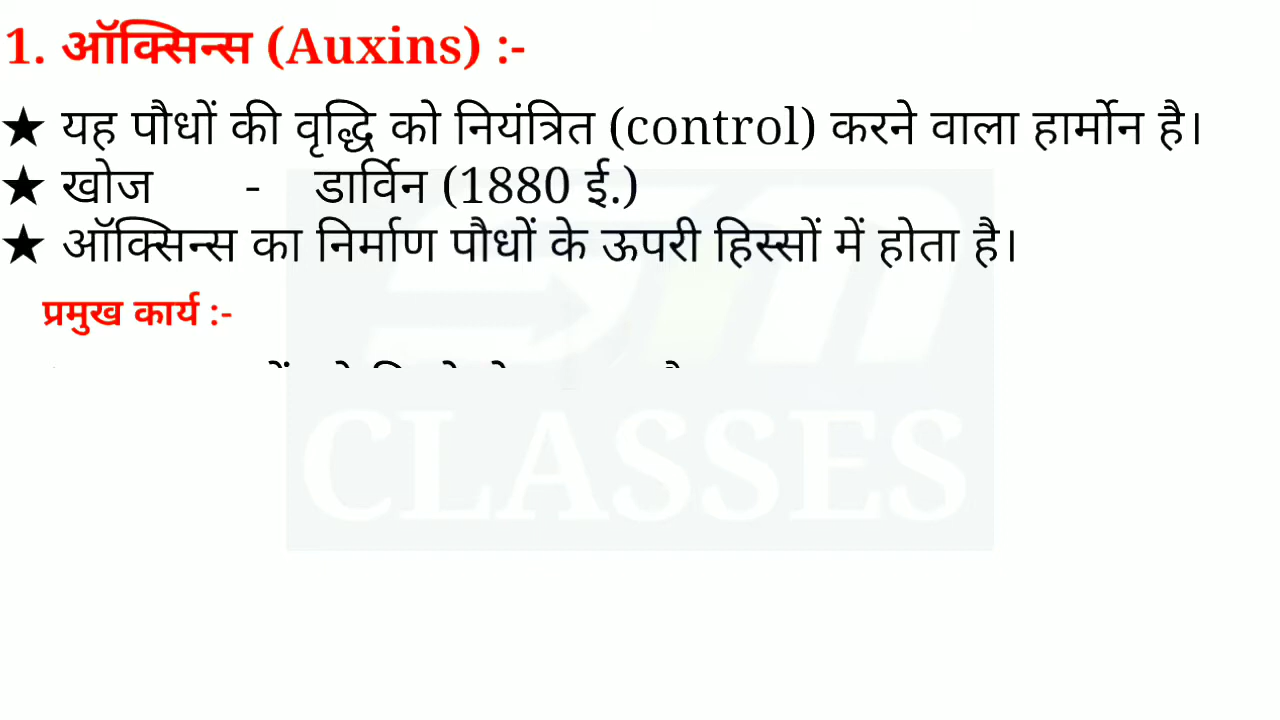 1. ऑक्सिन्स (Auxins) :-
★ यह पौधों की वृद्धि को नियंत्रित (control) करने वाला हार्मोन है।
★ खोज - डार्विन (1880 ई.)
★ ऑक्सिन्स का निर्माण पौधों के ऊपरी हिस्सों में होता है।
प्रमुख कार्य :-
CLASSES